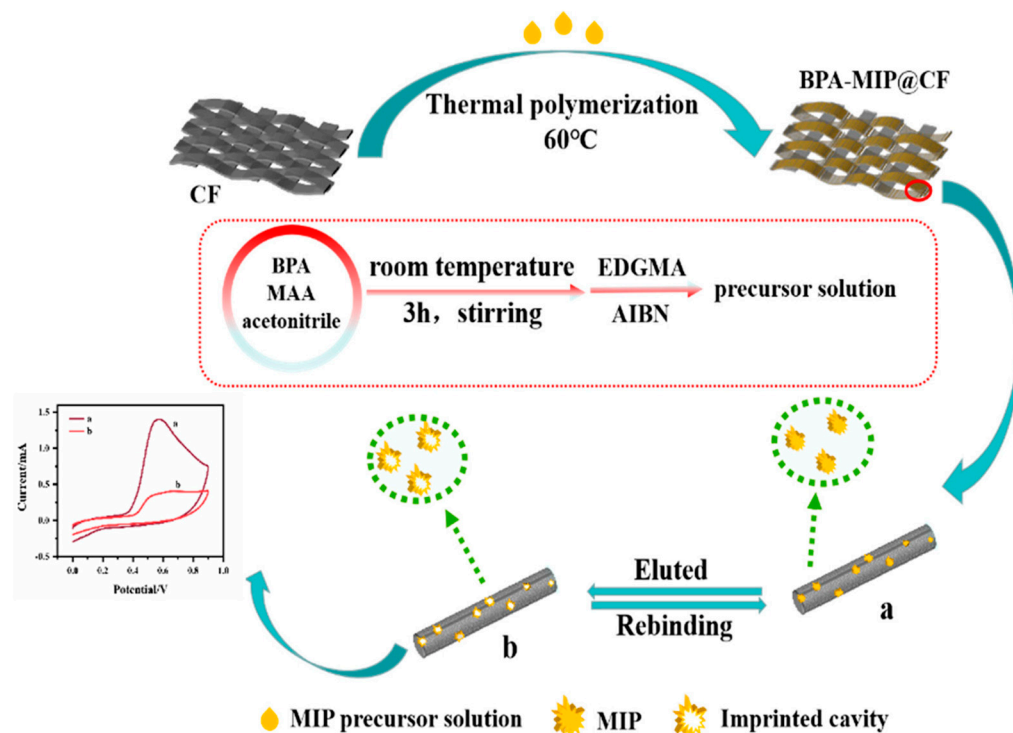 BPA-MIP@CF
Thermal polymerization
60°C
CF
BPA
MAA
acetonitrile
room temperature
3h，stirring
EDGMA
AIBN
precursor solution
1.5
1.0
0.5
0.0
-0.5
Current/mA
a
b
a
b
0.0
0.2
0.4
0.6
0.8
1.0
Potential/V
Eluted
Rebinding
a
b
MIP precursor solution
MIP
Imprinted cavity